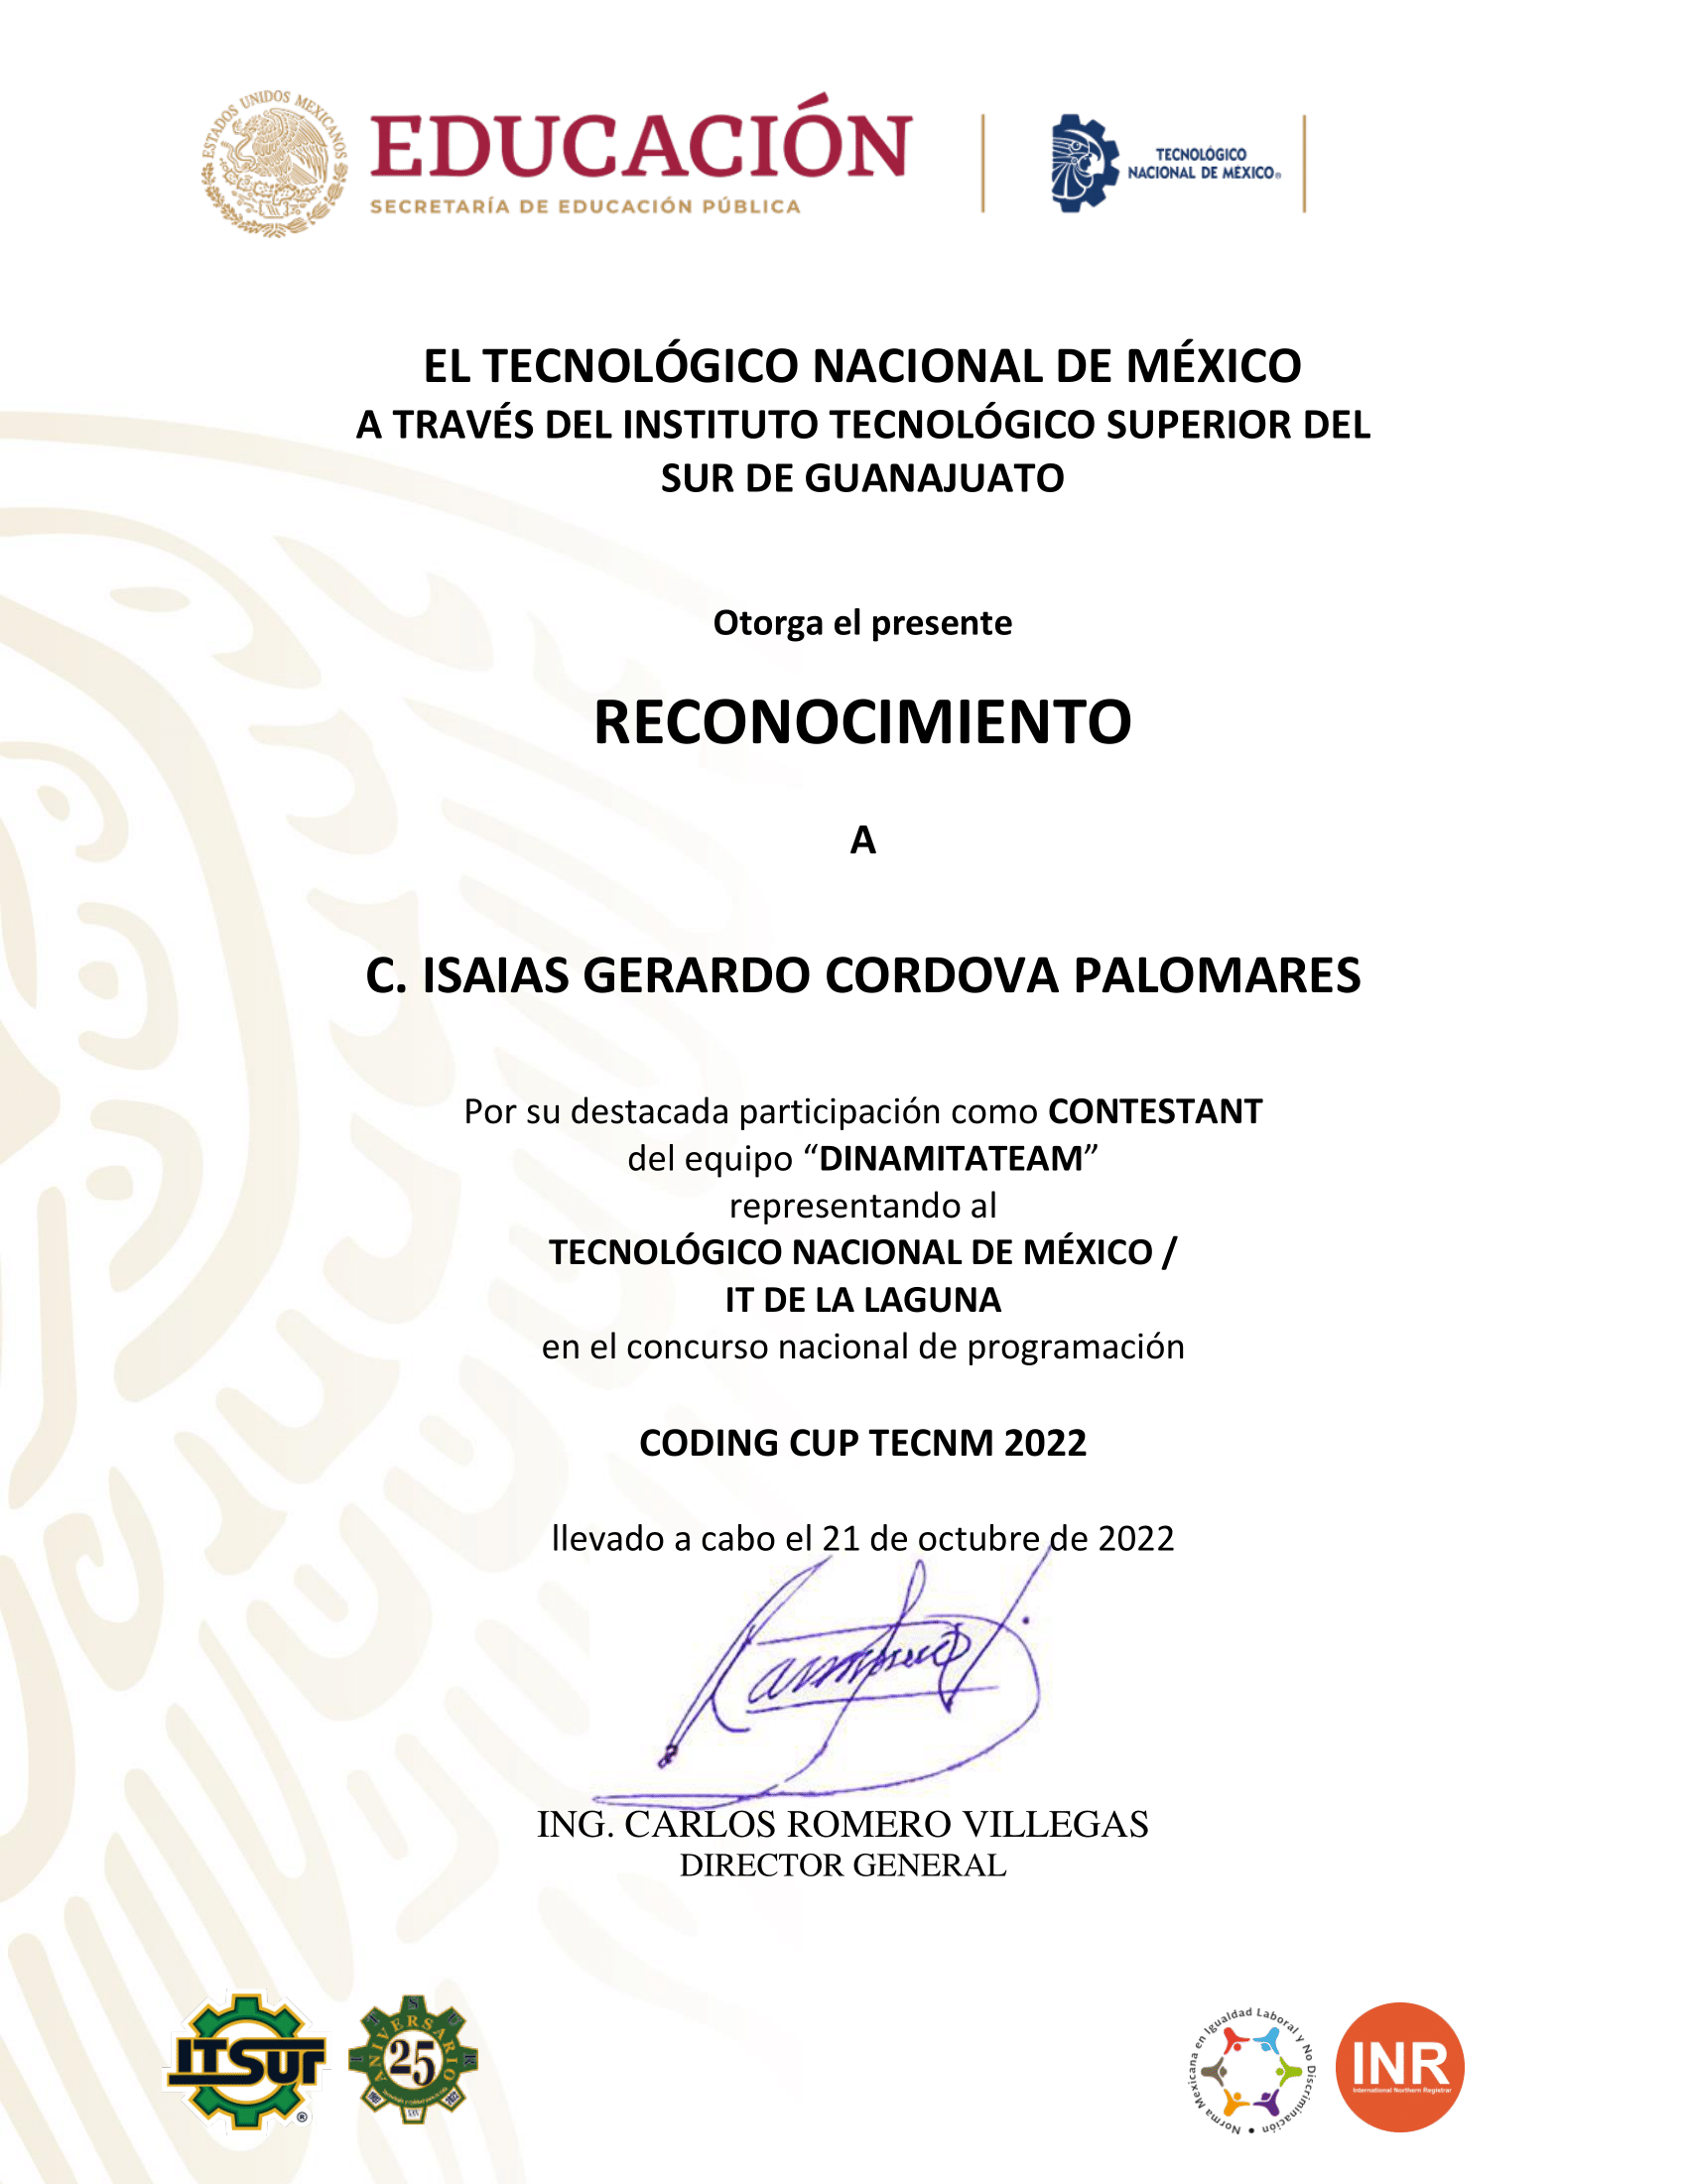 ESTADOS UNIDOS MEXICANOS
EDUCACIÓN
SECRETARÍA DE EDUCACIÓN PÚBLICA
TECNOLÓGICO
NACIONAL DE MÉXICO®
EL TECNOLÓGICO NACIONAL DE MÉXICO
A TRAVÉS DEL INSTITUTO TECNOLÓGICO SUPERIOR DEL
SUR DE GUANAJUATO
Otorga el presente
RECONOCIMIENTO
A
C. ISAIAS GERARDO CORDOVA PALOMARES
Por su destacada participación como CONTESTANT
del equipo “DINAMITATEAM”
representando al
TECNOLÓGICO NACIONAL DE MÉXICO /
IT DE LA LAGUNA
en el concurso nacional de programación
CODING CUP TECNM 2022
llevado a cabo el 21 de octubre de 2022
ING. CARLOS ROMERO VILLEGAS
DIRECTOR GENERAL
ITSur
®
ITSUR
ANIVERSARIO
25
Norma Mexicana en Igualdad Laboral y No Discriminación
INR
International Northern Registrar